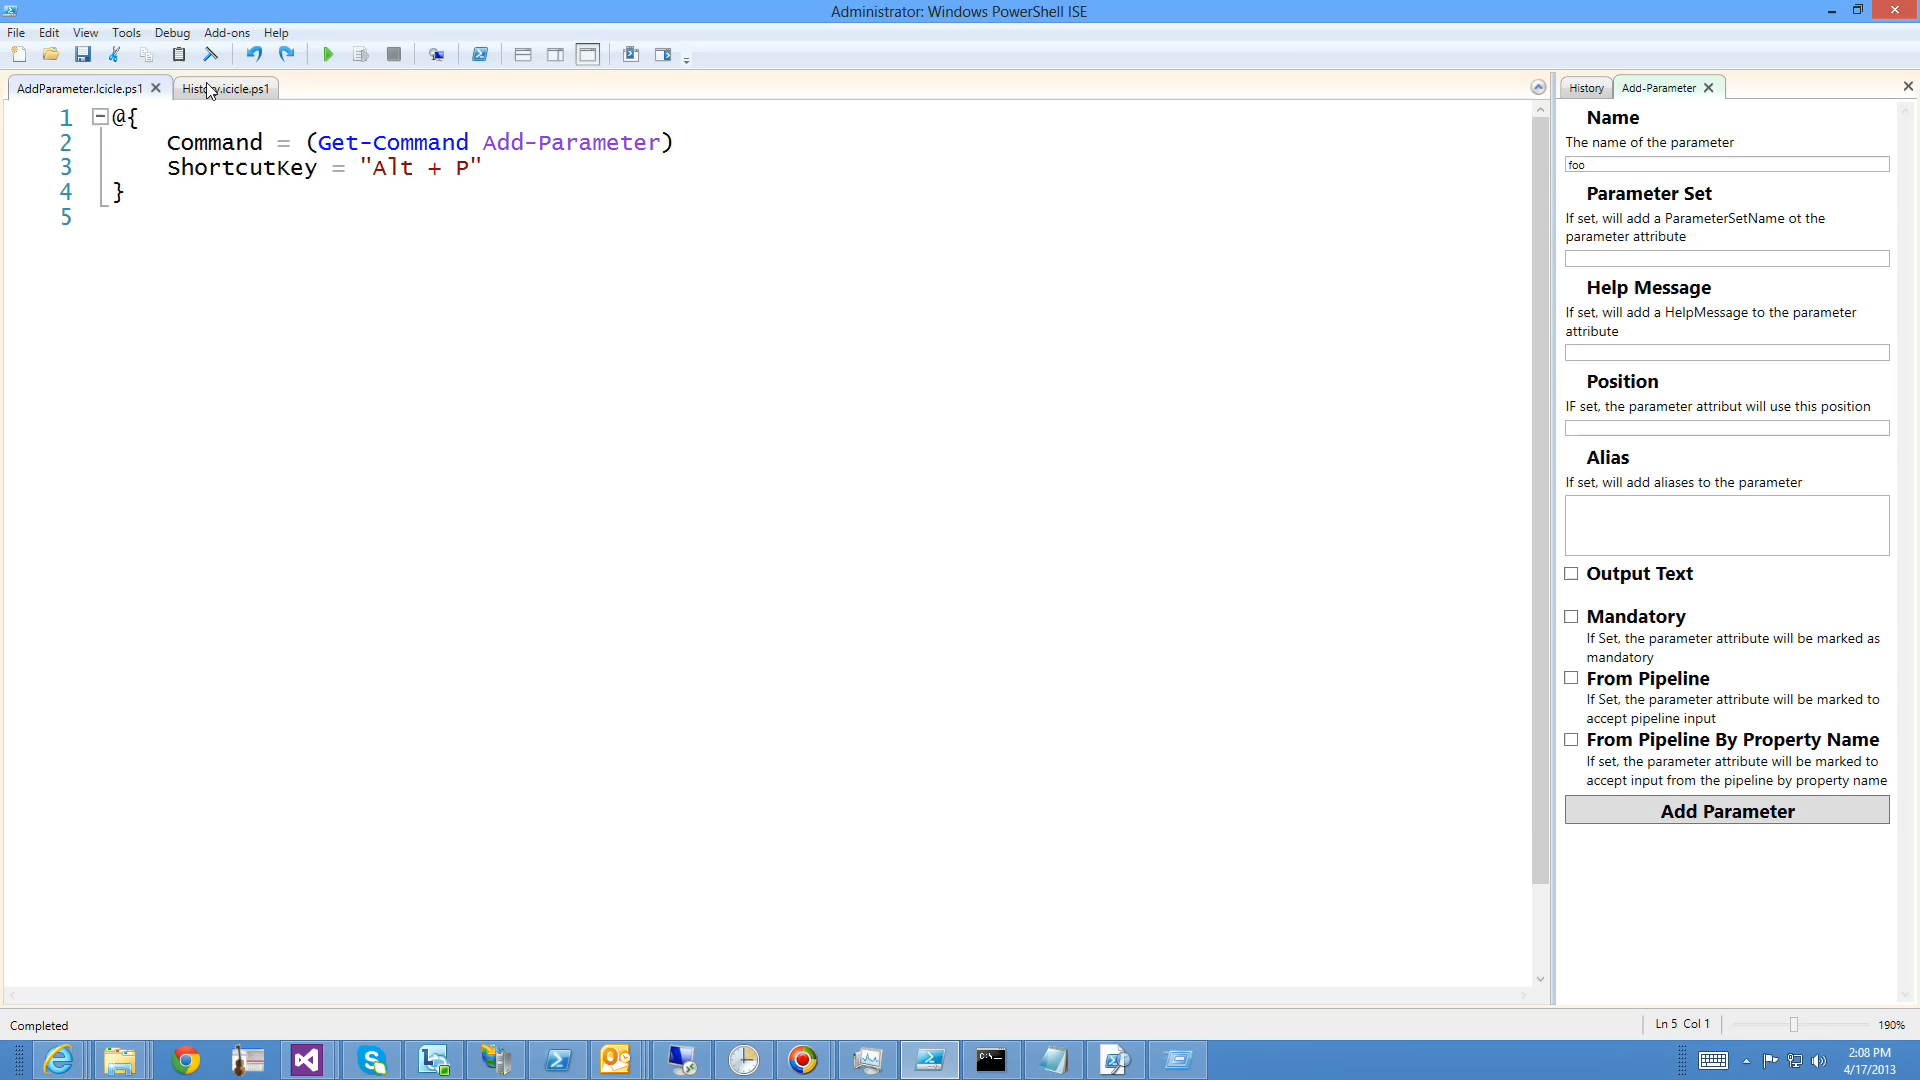 Administrator: Windows PowerShell ISE
File Edit View Tools Debug Add-ons Help
AddParameter.Icicle.ps1 History.icicle.ps1
1 @{
2 Command = (Get-Command Add-Parameter)
3 ShortcutKey = "Alt + P"
4 }
5
History Add-Parameter
Name
The name of the parameter
foo
Parameter Set
If set, will add a ParameterSetName ot the
parameter attribute
Help Message
If set, will add a HelpMessage to the parameter
attribute
Position
IF set, the parameter attribut will use this position
Alias
If set, will add aliases to the parameter
Output Text
Mandatory
If Set, the parameter attribute will be marked as
mandatory
From Pipeline
If Set, the parameter attribute will be marked to
accept pipeline input
From Pipeline By Property Name
If set, the parameter attribute will be marked to
accept input from the pipeline by property name
Add Parameter
Completed
Ln 5 Col 1
190%
2:08 PM
4/17/2013